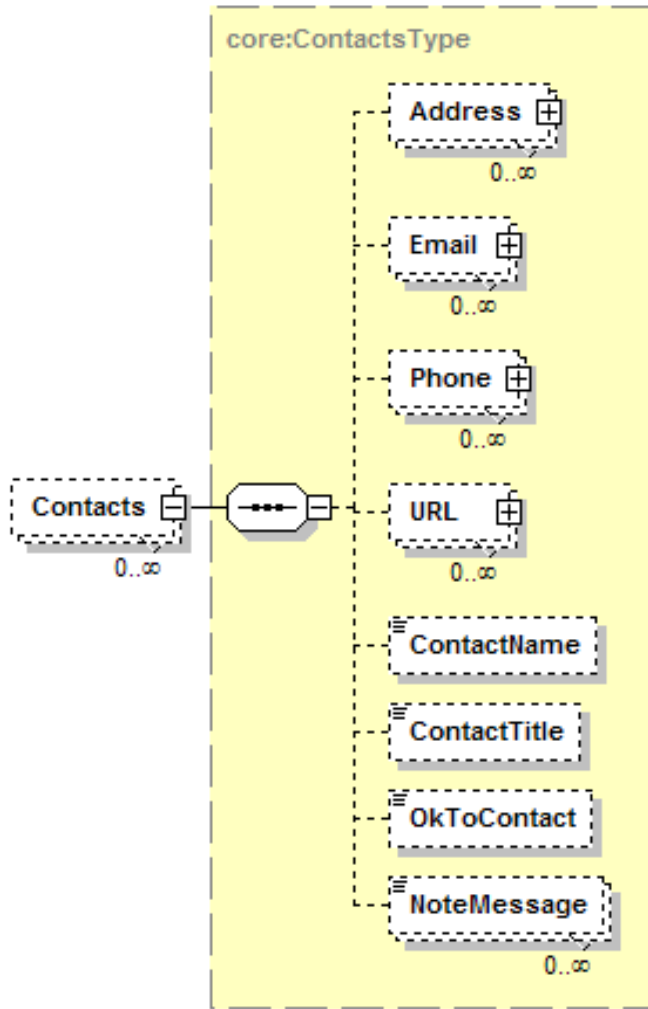 core:ContactsType
Address
0..∞
Email
0..∞
Phone
0..∞
Contacts
0..∞
URL
0..∞
ContactName
ContactTitle
OkToContact
NoteMessage
0..∞